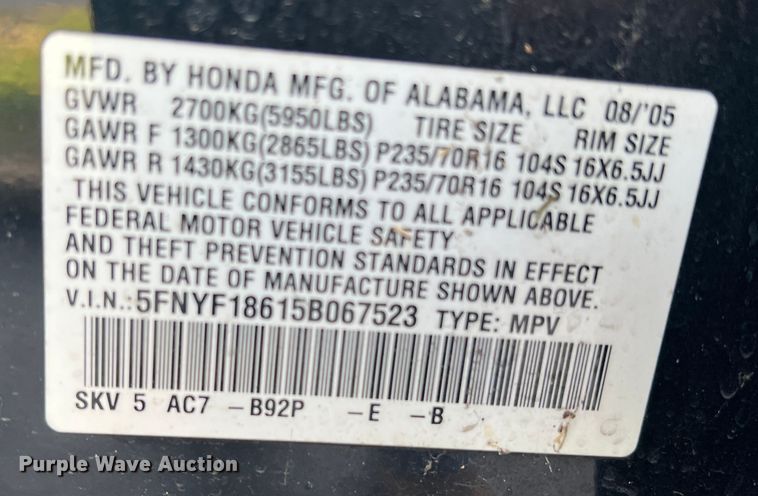 MFD. BY HONDA MFG. OF ALABAMA, LLC 08/'05
GVWR 2700KG(5950LBS) TIRE SIZE RIM SIZE
GAWR F 1300KG(2865LBS) P235/70R16 104S 16X6.5JJ
GAWR R 1430KG(3155LBS) P235/70R16 104S 16X6.5JJ
THIS VEHICLE CONFORMS TO ALL APPLICABLE
FEDERAL MOTOR VEHICLE SAFETY
AND THEFT PREVENTION STANDARDS IN EFFECT
ON THE DATE OF MANUFACTURE SHOWN ABOVE.
V.I.N.:5FNYF18615B067523 TYPE: MPV
SKV 5 AC7 -B92P -E -B
Purple Wave Auction